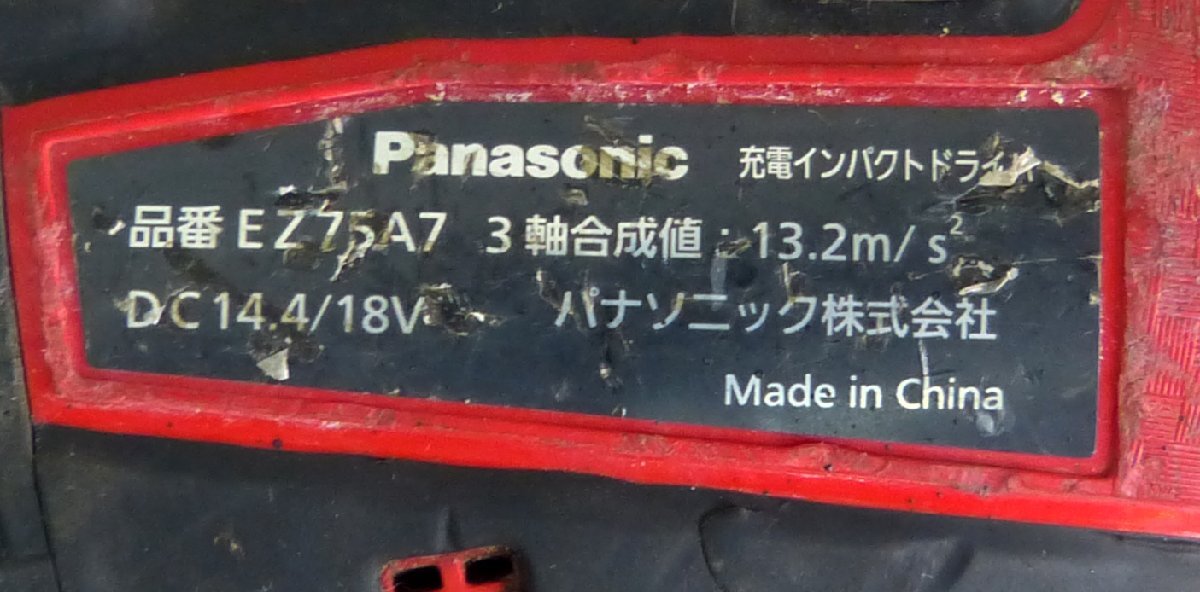 Panasonic 充電インパクトドライバー
品番 EZ75A7 3軸合成値:13.2m/s²
DC14.4/18V パナソニック株式会社
Made in China